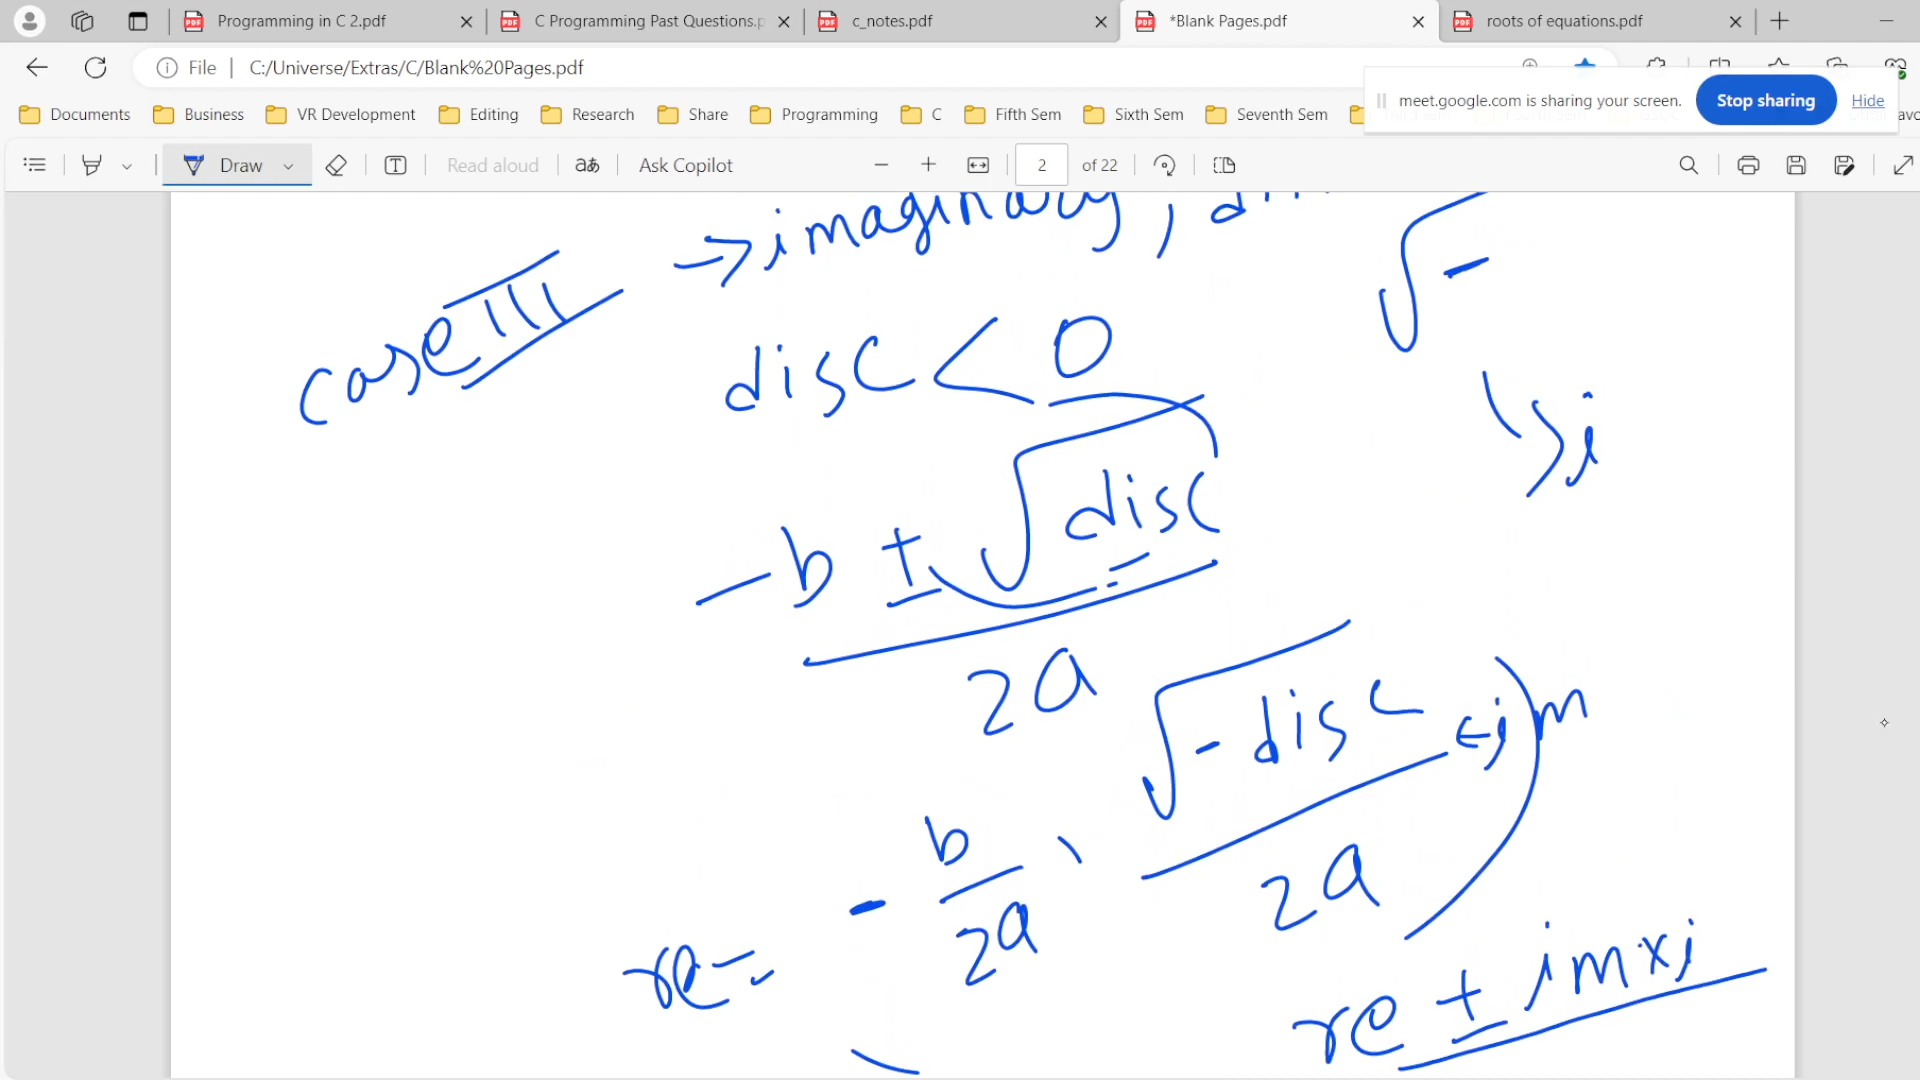 Programming in C 2.pdf
C Programming Past Questions.p
c_notes.pdf
*Blank Pages.pdf
roots of equations.pdf
File | C:/Universe/Extras/C/Blank%20Pages.pdf
meet.google.com is sharing your screen. Stop sharing Hide
Documents Business VR Development Editing Research Share Programming C Fifth Sem Sixth Sem Seventh Sem
Draw Read aloud aあ Ask Copilot 2 of 22
→ imaginary,
√-
case III
disc < 0
→ i
-b ± √disc
2a
√-disc ← im
2a
re = - b
2a
re ± im x i